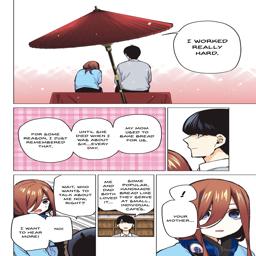 I WORKED
REALLY
HARD.
MY MOM
USED TO
BAKE BREAD FOR
US.
UNTIL SHE
DIED WHEN I
WAS ABOUT
SIX...EVERY
DAY.
FOR SOME
REASON, I JUST
REMEMBERED
THAT.
!
YOUR
MOTHER...
SOME
POPULAR,
HANDMADE
BREAD LIKE
THEY SERVE
AT SMALL,
INDIVIDUAL
CAFES.
ME AND
DAD
BOTH
LOVED
IT...
WAIT, WHO
WANTS TO
TALK ABOUT
ME NOW,
RIGHT?
NO!
I WANT
TO HEAR
MORE!